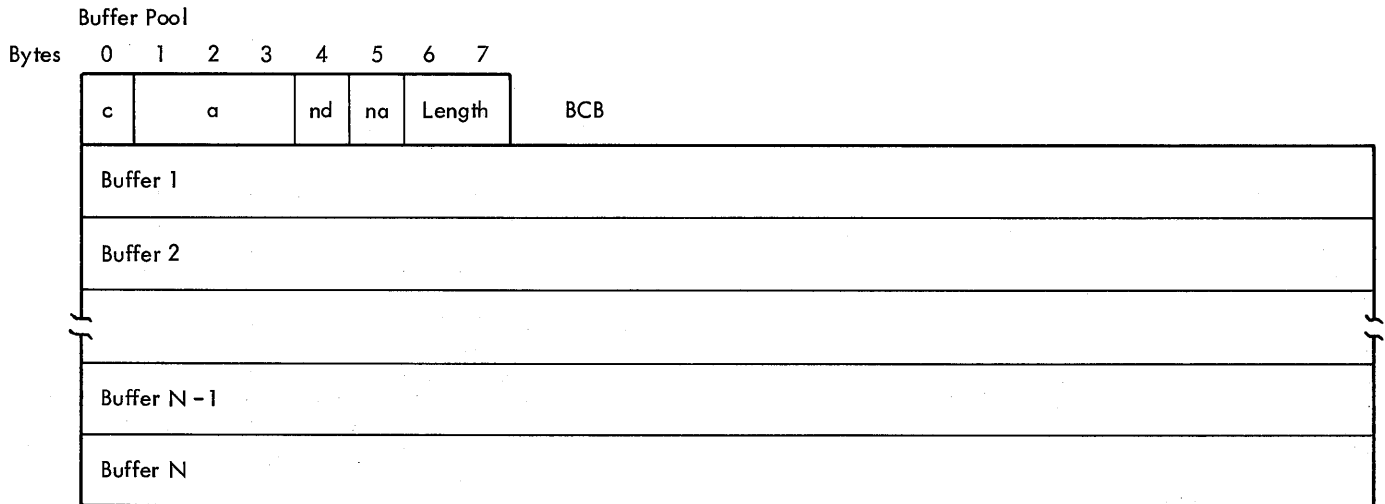 Buffer Pool
Bytes 0 1 2 3 4 5 6 7
c a nd na Length BCB
Buffer 1
Buffer 2
Buffer N-1
Buffer N